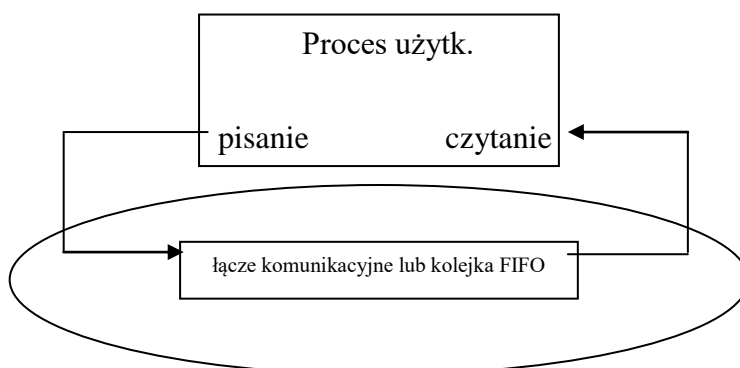 Proces użytk.
pisanie czytanie
łącze komunikacyjne lub kolejka FIFO